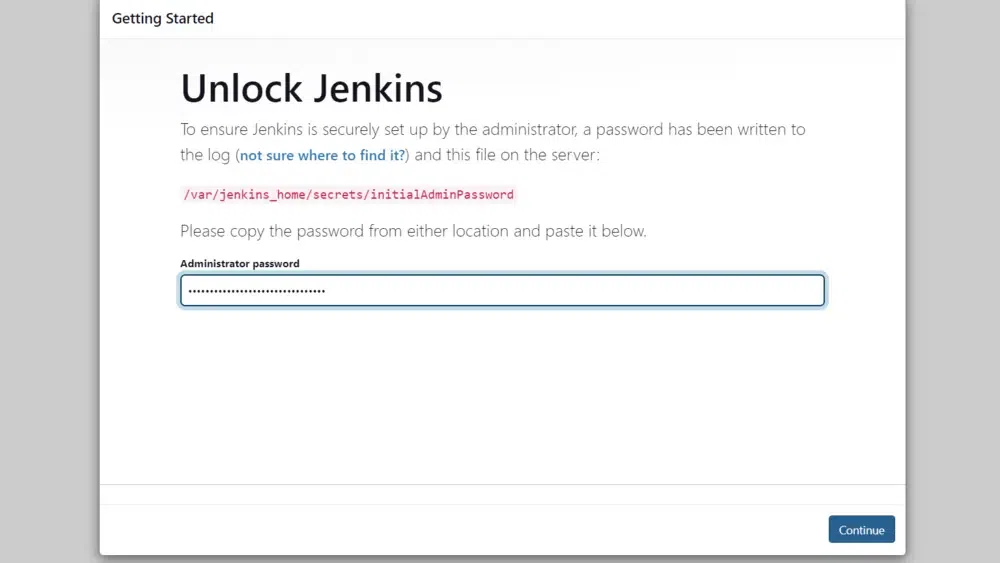 Getting Started
Unlock Jenkins
To ensure Jenkins is securely set up by the administrator, a password has been written to
the log (not sure where to find it?) and this file on the server:
/var/jenkins_home/secrets/initialAdminPassword
Please copy the password from either location and paste it below.
Administrator password
••••••••••••••••••••••••••••••••
Continue